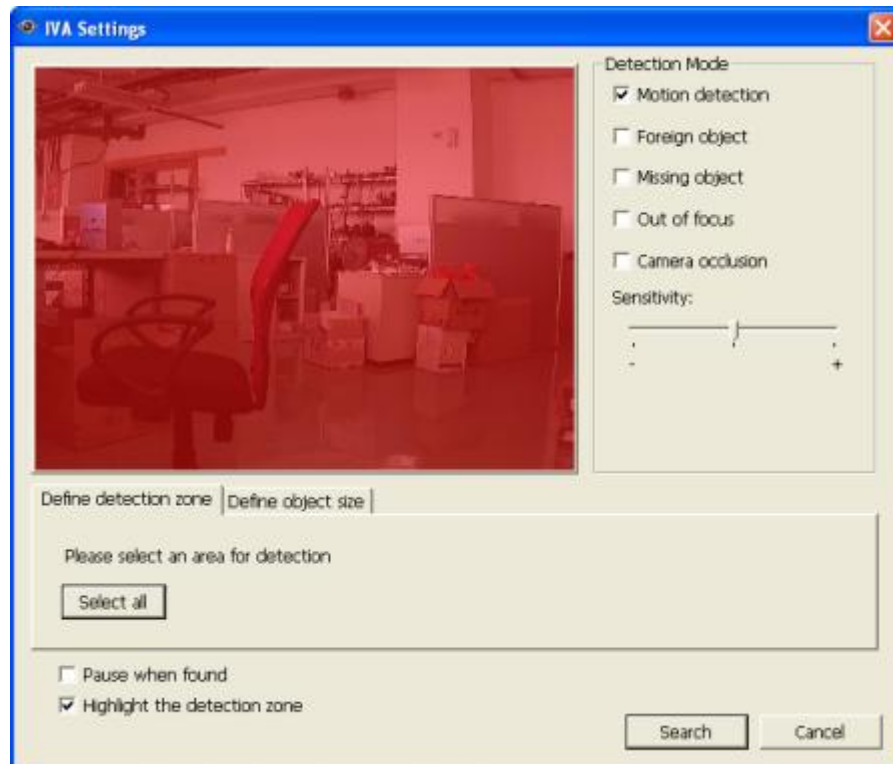 IVA Settings
Detection Mode
Motion detection
Foreign object
Missing object
Out of focus
Camera occlusion
Sensitivity:
- +
Define detection zone Define object size
Please select an area for detection
Select all
Pause when found
Highlight the detection zone
Search Cancel